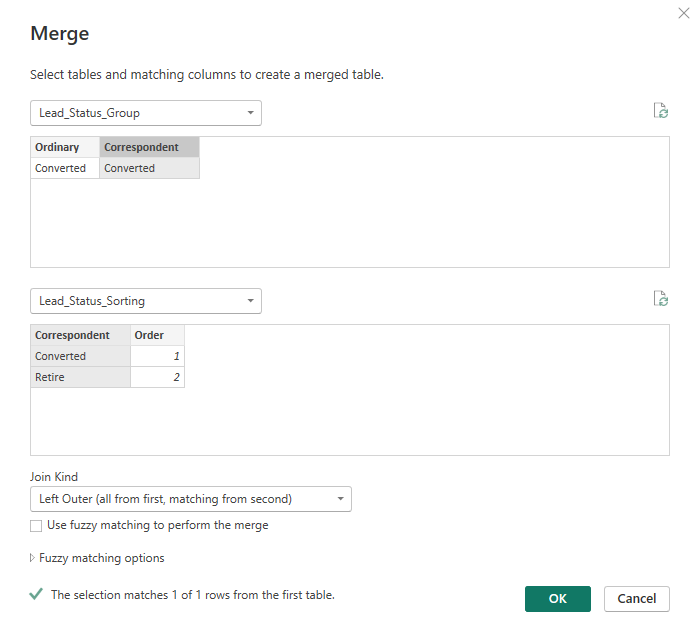 Merge
Select tables and matching columns to create a merged table.
Lead_Status_Group
Ordinary Correspondent
Converted Converted
Lead_Status_Sorting
Correspondent Order
Converted 1
Retire 2
Join Kind
Left Outer (all from first, matching from second)
Use fuzzy matching to perform the merge
Fuzzy matching options
The selection matches 1 of 1 rows from the first table.
OK Cancel